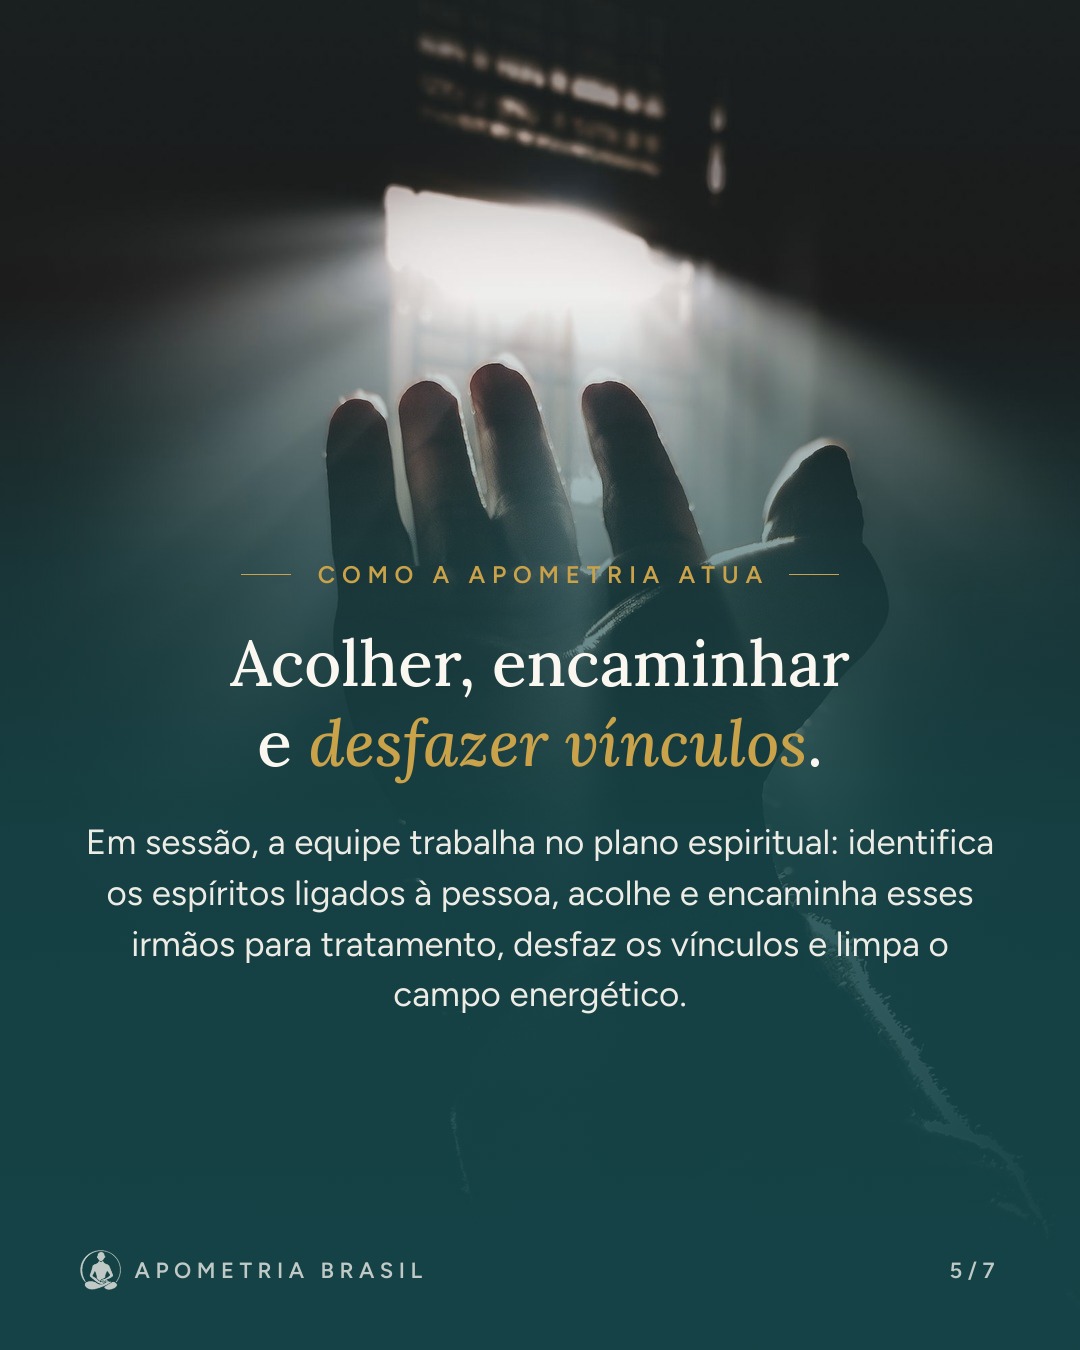 COMO A APOMETRIA ATUA
Acolher, encaminhar
e desfazer vínculos.
Em sessão, a equipe trabalha no plano espiritual: identifica
os espíritos ligados à pessoa, acolhe e encaminha esses
irmãos para tratamento, desfaz os vínculos e limpa o
campo energético.
APOMETRIA BRASIL
5/7